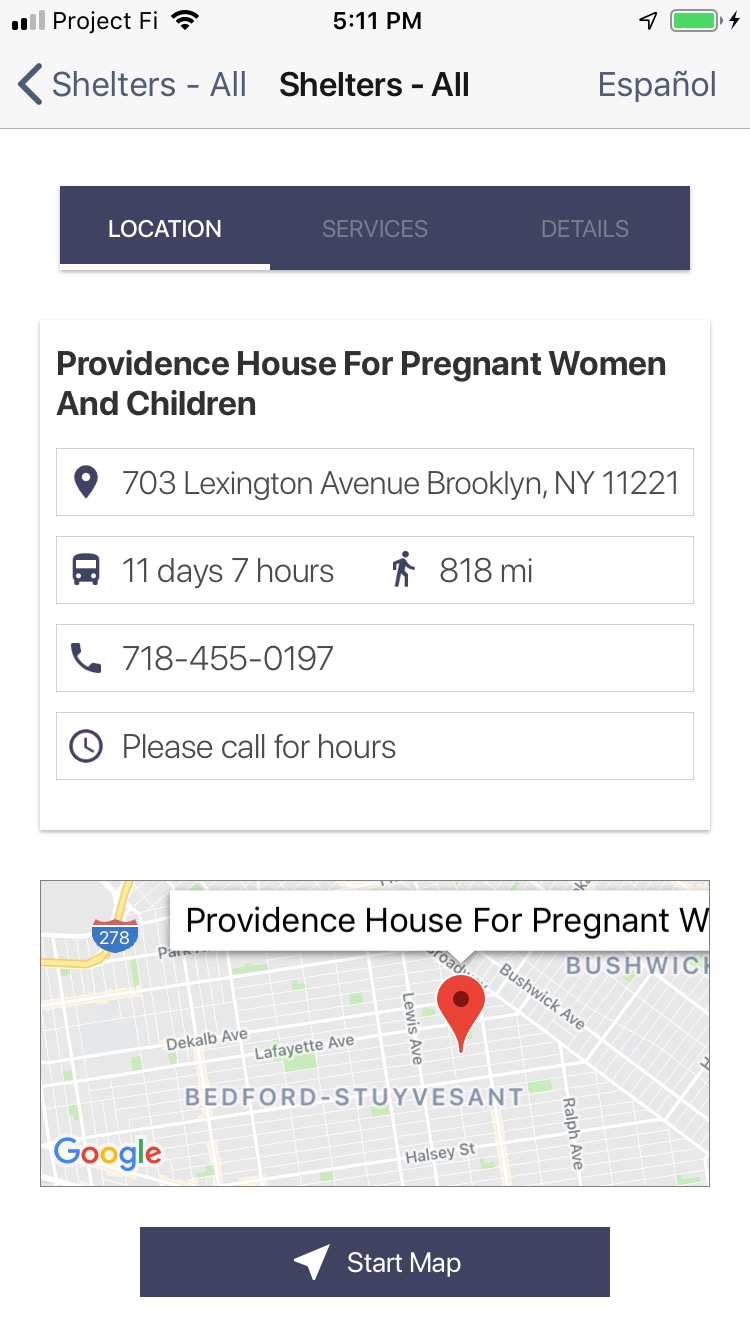 Project Fi 5:11 PM
Shelters - All Shelters - All Español
LOCATION SERVICES DETAILS
Providence House For Pregnant Women
And Children
703 Lexington Avenue Brooklyn, NY 11221
11 days 7 hours 818 mi
718-455-0197
Please call for hours
Providence House For Pregnant W
278
BUSHWICK
Bushwick Ave
Lewis Ave
Dekalb Ave
Lafayette Ave
BEDFORD-STUYVESANT
Ralph Ave
Halsey St
Google
Start Map